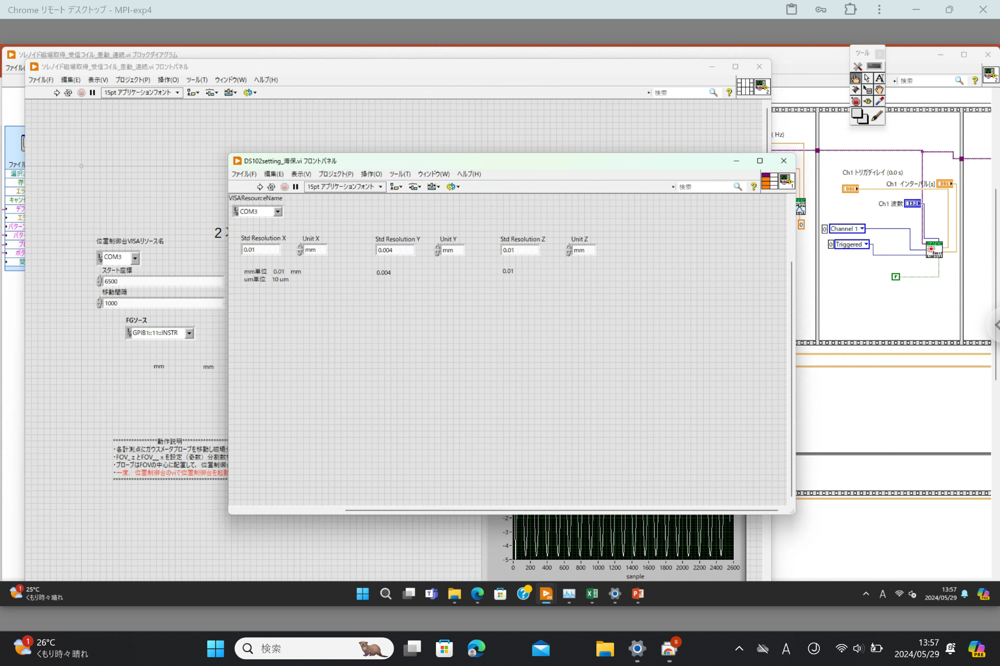 Chrome リモート デスクトップ - MPI-exp4
ソレノイド磁場取得_受信コイル_差動_連続.vi ブロックダイアグラム
ファイル(
ソレノイド磁場取得_受信コイル_差動_連続.vi フロントパネル
ファイル(F) 編集(E) 表示(V) プロジェクト(P) 操作(O) ツール(T) ウィンドウ(W) ヘルプ(H)
15pt アプリケーションフォント
検索
2
ツール
検索
2
ファイル
選択
存
エラ
キャン
デフ
エ
パターン
パタ
プ
ボタ
開
2
位置制御台VISAリソース名
COM3
スタート座標
6500
移動間隔
1000
FGソース
GPIB1::11::INSTR
mm mm
*****************動作説明*****************
・各計測点にガウスメータプローブを移動し磁場
・FOV_zとFOV__xを設定（奇数）分割数
・プローブはFOVの中心に配置して，位置制御
・一度，位置制御台のviで位置制御台を起動
DS102setting_海保.vi フロントパネル
ファイル(F) 編集(E) 表示(V) プロジェクト(P) 操作(O) ツール(T) ウィンドウ(W) ヘルプ(H)
15pt アプリケーションフォント
検索
1
VISAResourceName
COM3
Std Resolution X Unit X Std Resolution Y Unit Y Std Resolution Z Unit Z
0.01 mm 0.004 mm 0.01 mm
mm単位 0.01 mm 0.004 0.01
um単位 10 um
(Hz)
Ch1 トリガディレイ (0.0 s)
DBL
Ch1 インターバル[s] DBL
Ch1 波数 I32
0 Channel 1
0 Triggered
BURST
EXAMPLE
F
0
-2
-3
-4
-5
0 200 400 600 800 1000 1200 1400 1600 1800 2000 2200 2400 2600
sanple
1
25°C
くもり時々晴れ
A
13:57
2024/05/29
PRE
1
26°C
くもり時々晴れ
検索
S
A
13:57
2024/05/29
PRE